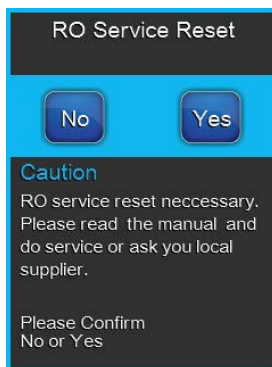 RO Service Reset
No Yes
Caution
RO service reset neccessary.
Please read the manual and
do service or ask you local
supplier.
Please Confirm
No or Yes